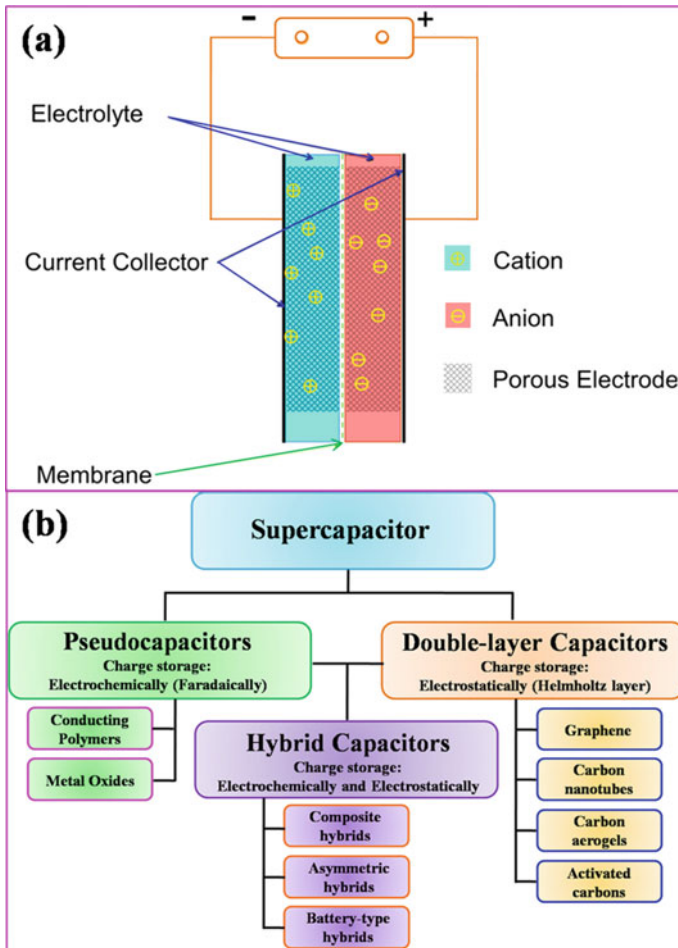 (a)
-
+
Electrolyte
Current Collector
Cation
Anion
Porous Electrode
Membrane
(b)
Supercapacitor
Pseudocapacitors
Charge storage:
Electrochemically (Faradaically)
Double-layer Capacitors
Charge storage:
Electrostatically (Helmholtz layer)
Conducting
Polymers
Metal Oxides
Hybrid Capacitors
Charge storage:
Electrochemically and Electrostatically
Composite
hybrids
Asymmetric
hybrids
Battery-type
hybrids
Graphene
Carbon
nanotubes
Carbon
aerogels
Activated
carbons